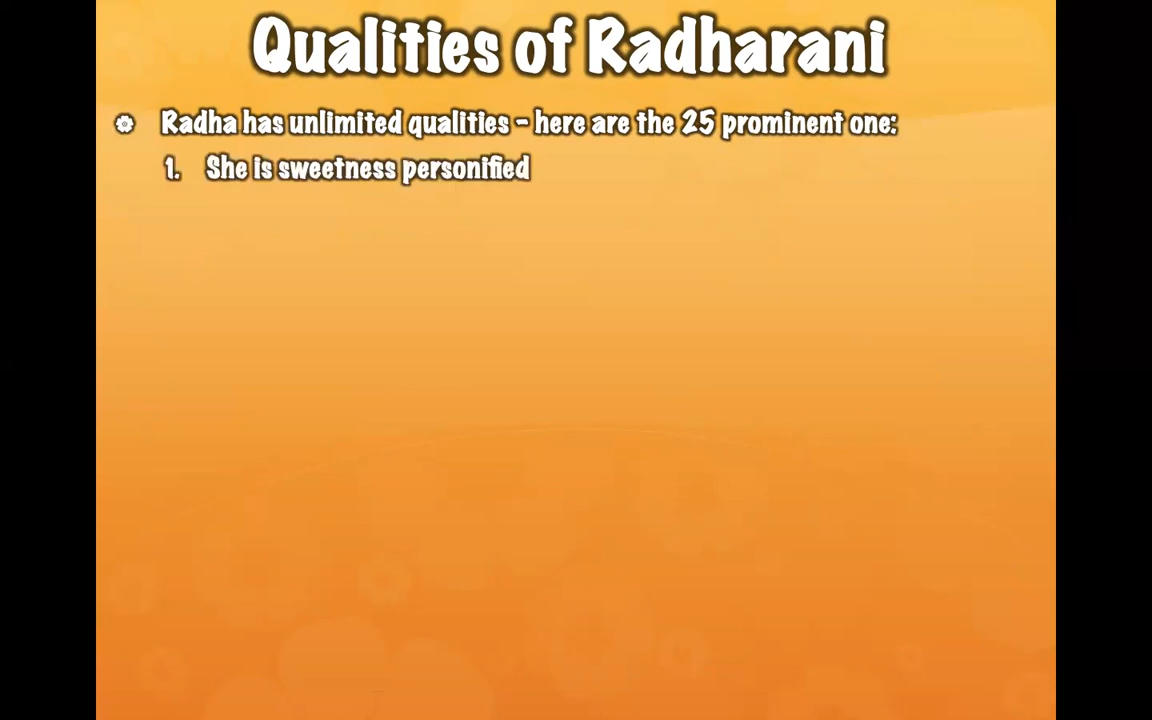 Qualities of Radharani
Radha has unlimited qualities - here are the 25 prominent one:
1. She is sweetness personified